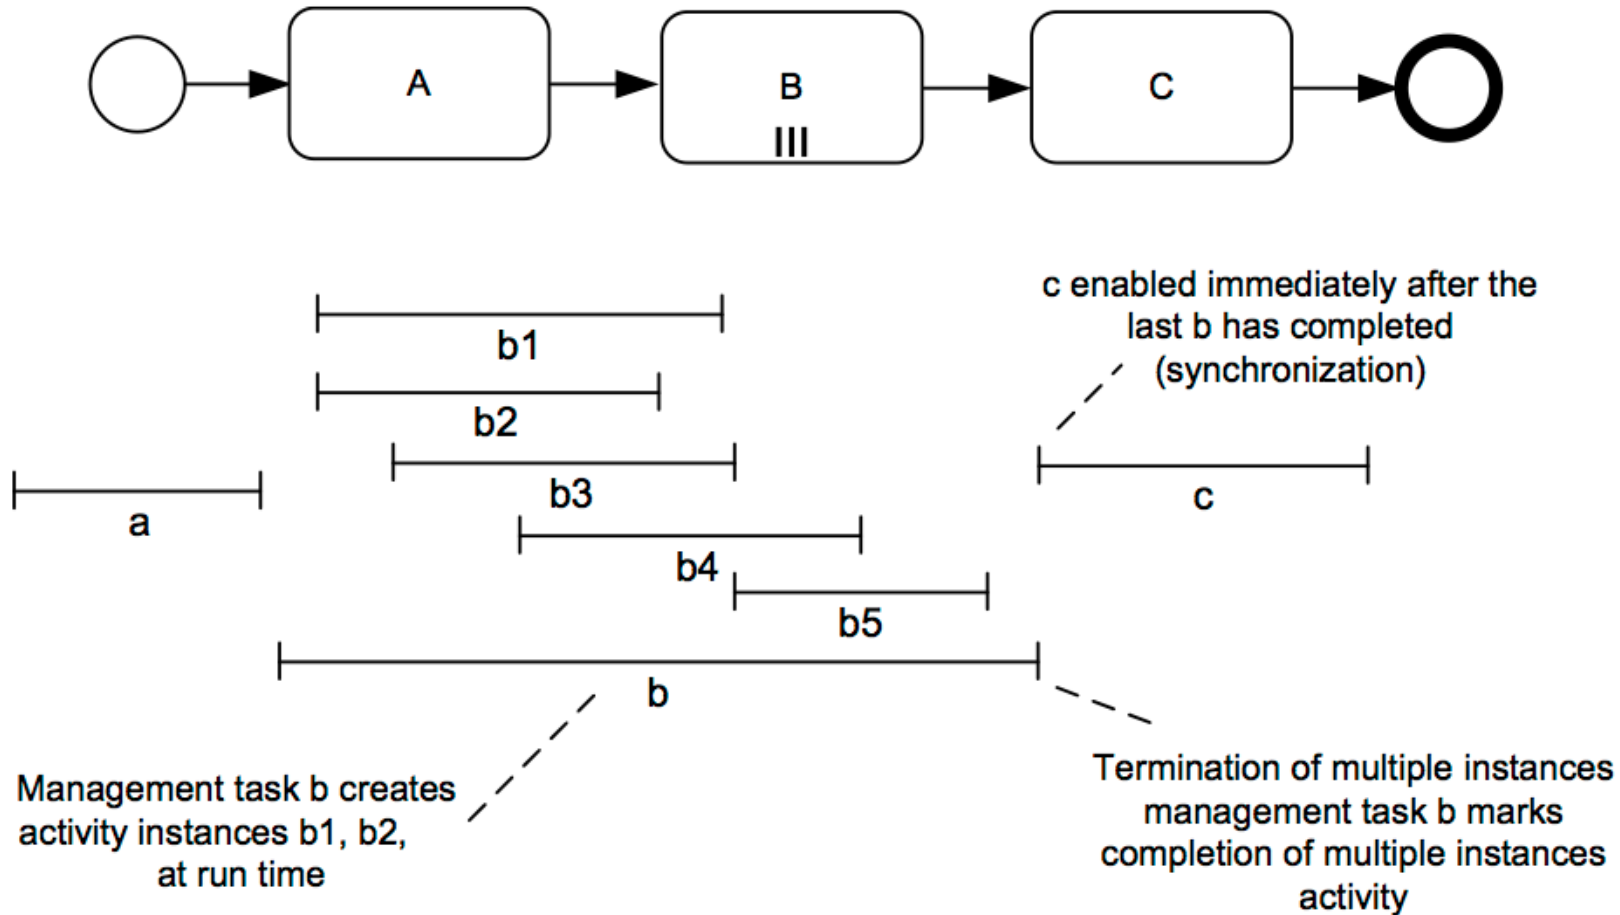 A
B
C
c enabled immediately after the
last b has completed
(synchronization)
b1
b2
b3
a
c
b4
b5
b
Management task b creates
activity instances b1, b2,
at run time
Termination of multiple instances
management task b marks
completion of multiple instances
activity